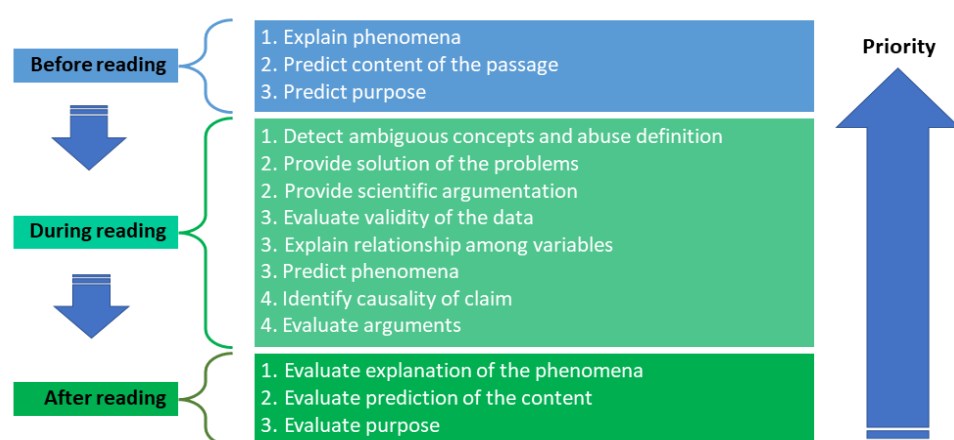 Before reading
1. Explain phenomena
2. Predict content of the passage
3. Predict purpose
Priority
During reading
1. Detect ambiguous concepts and abuse definition
2. Provide solution of the problems
2. Provide scientific argumentation
3. Evaluate validity of the data
3. Explain relationship among variables
3. Predict phenomena
4. Identify causality of claim
4. Evaluate arguments
After reading
1. Evaluate explanation of the phenomena
2. Evaluate prediction of the content
3. Evaluate purpose